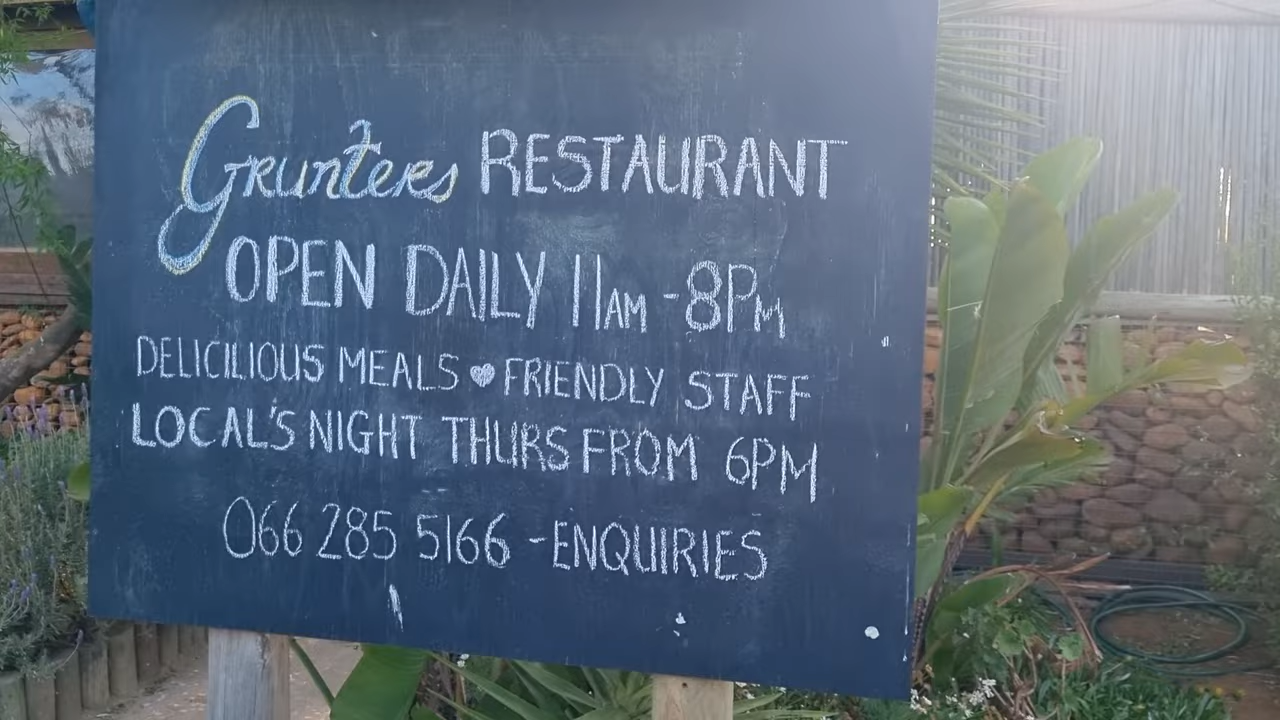 Grunters RESTAURANT
OPEN DAILY 11AM - 8PM
DELICILIOUS MEALS ♥ FRIENDLY STAFF
LOCAL'S NIGHT THURS FROM 6PM
066 285 5166 - ENQUIRIES